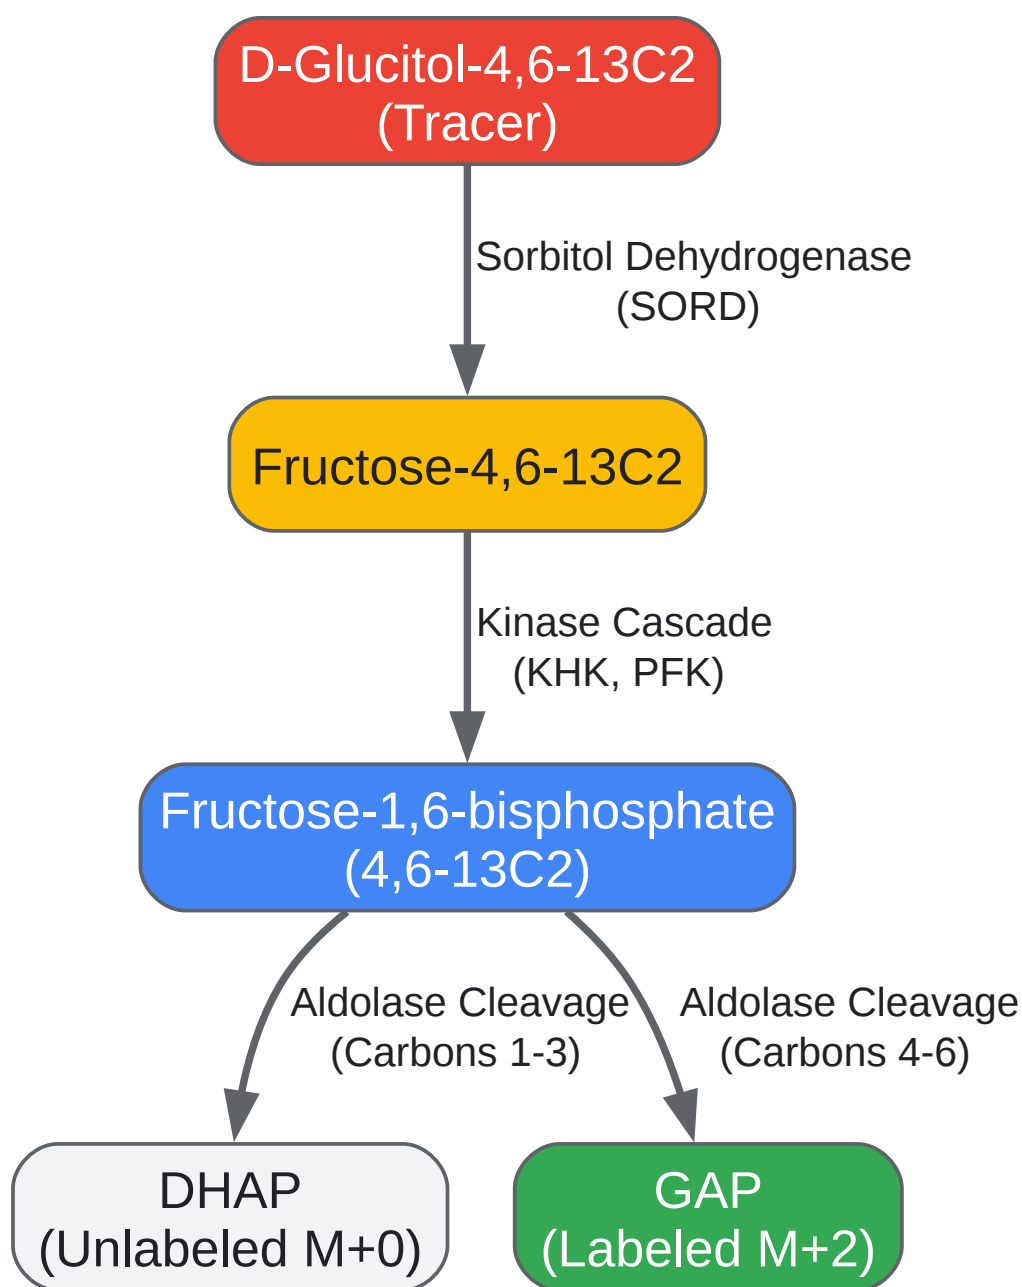 D-Glucitol-4,6-13C2
(Tracer)
Sorbitol Dehydrogenase
(SORD)
Fructose-4,6-13C2
Kinase Cascade
(KHK, PFK)
Fructose-1,6-bisphosphate
(4,6-13C2)
Aldolase Cleavage
(Carbons 1-3)
Aldolase Cleavage
(Carbons 4-6)
DHAP
(Unlabeled M+0)
GAP
(Labeled M+2)